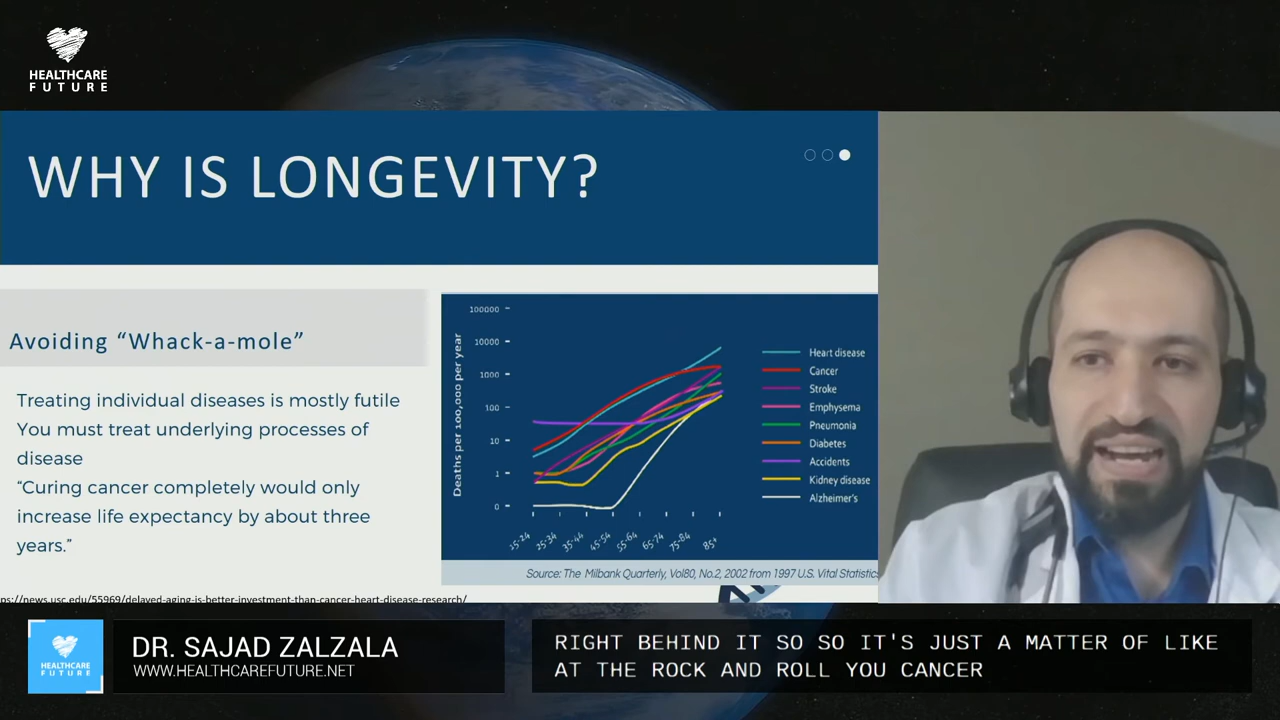 HEALTHCARE
FUTURE
WHY IS LONGEVITY?
Avoiding “Whack-a-mole”
Treating individual diseases is mostly futile
You must treat underlying processes of
disease
“Curing cancer completely would only
increase life expectancy by about three
years.”
Deaths per 100,000 per year
100000
10000
1000
100
10
1
0
15-24
25-34
35-44
45-54
55-64
65-74
75-84
85+
Heart disease
Cancer
Stroke
Emphysema
Pneumonia
Diabetes
Accidents
Kidney disease
Alzheimer's
Source: The Milbank Quarterly, Vol80, No.2, 2002 from 1997 U.S. Vital Statistics
ps://news.usc.edu/55969/delayed-aging-is-better-investment-than-cancer-heart-disease-research/
HEALTHCARE
FUTURE
DR. SAJAD ZALZALA
WWW.HEALTHCAREFUTURE.NET
RIGHT BEHIND IT SO SO IT'S JUST A MATTER OF LIKE
AT THE ROCK AND ROLL YOU CANCER